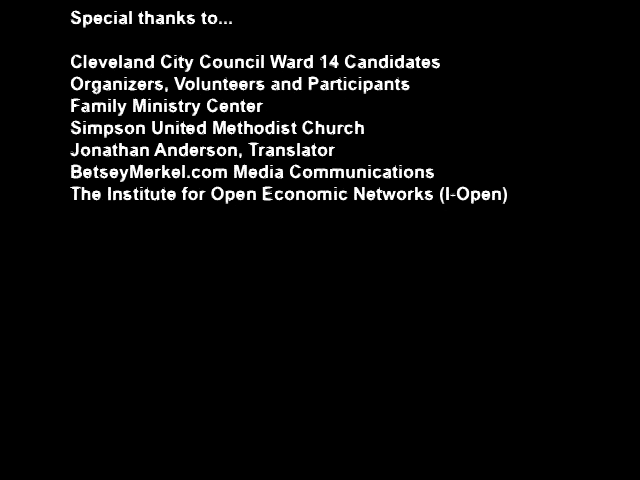 Special thanks to...
Cleveland City Council Ward 14 Candidates
Organizers, Volunteers and Participants
Family Ministry Center
Simpson United Methodist Church
Jonathan Anderson, Translator
BetseyMerkel.com Media Communications
The Institute for Open Economic Networks (I-Open)